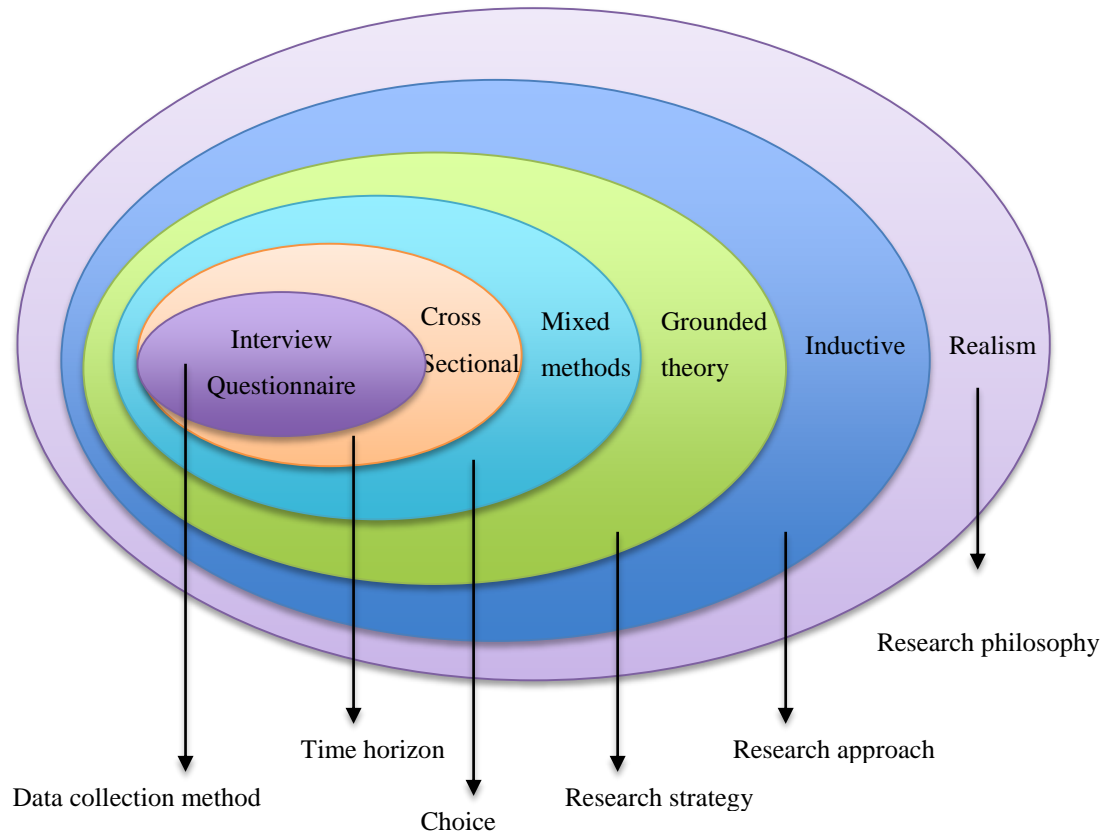 Interview
Questionnaire
Cross
Sectional
Mixed
methods
Grounded
theory
Inductive
Realism
Research philosophy
Time horizon
Research approach
Data collection method
Research strategy
Choice